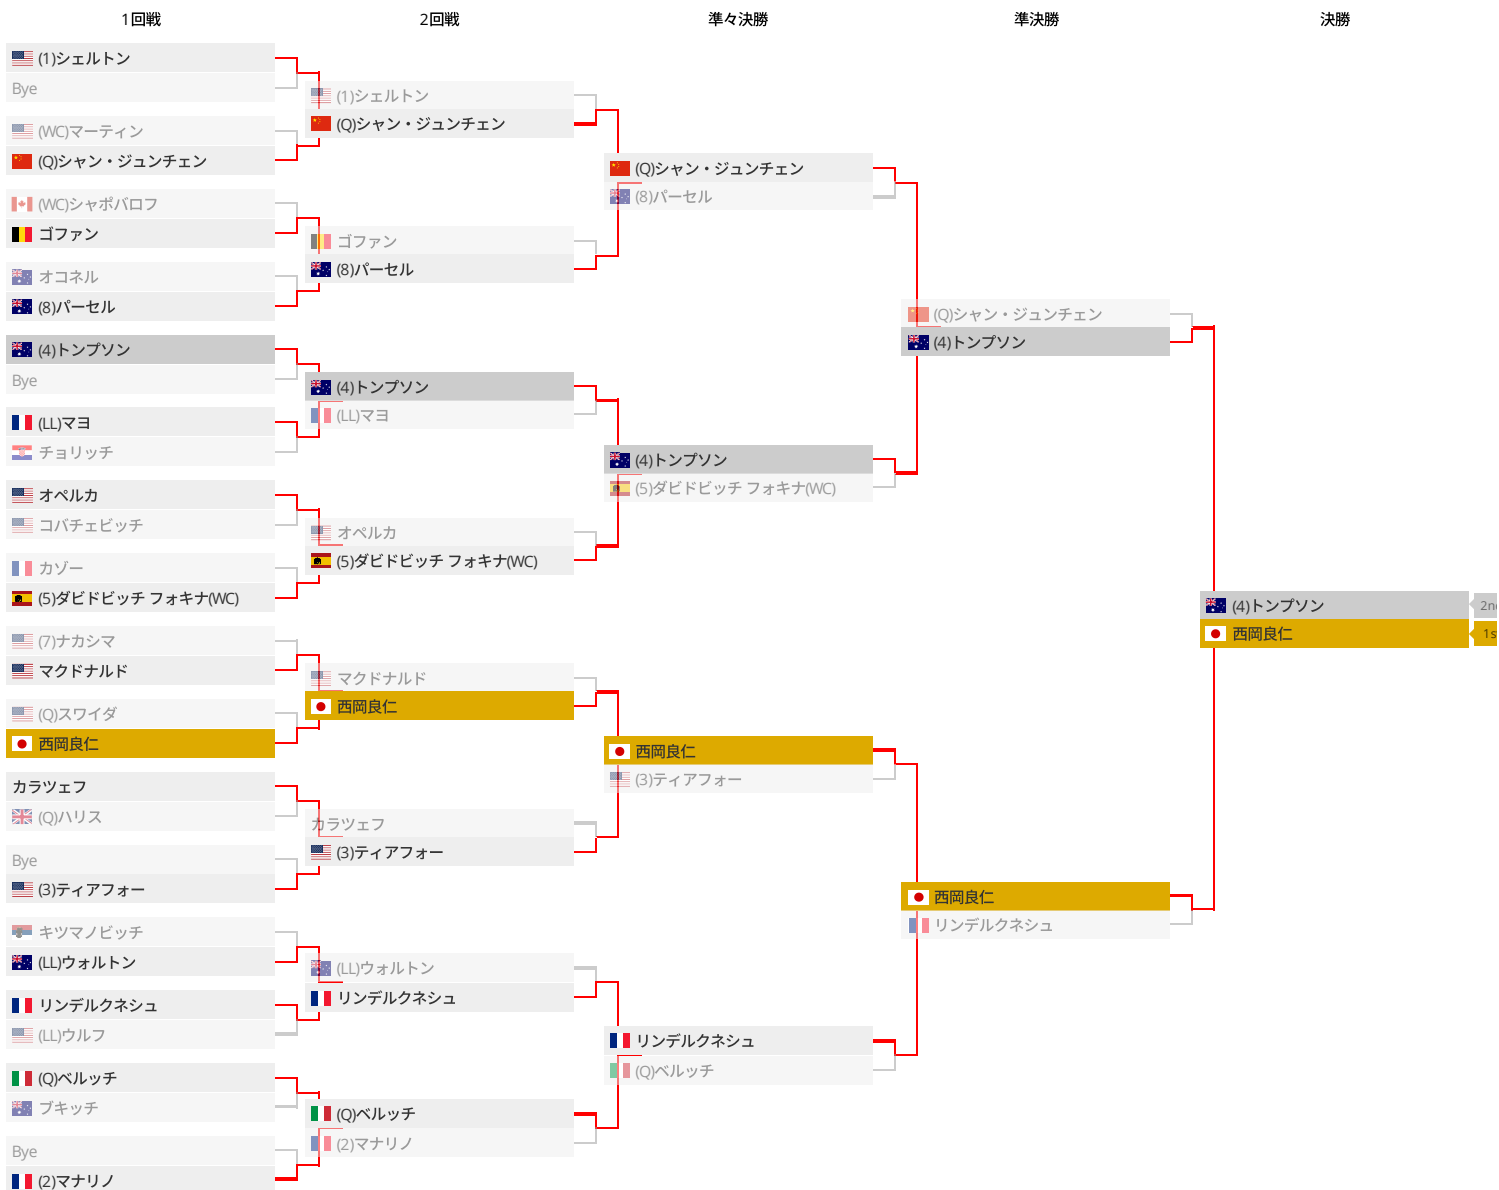 1回戦
2回戦
準々決勝
準決勝
決勝
(1)シェルトン
Bye
(WC)マーティン
(Q)シャン・ジュンチェン
(WC)シャポバロフ
ゴファン
オコネル
(8)パーセル
(4)トンプソン
Bye
(LL)マヨ
チョリッチ
オペルカ
コバチェビッチ
カゾー
(5)ダビドビッチ フォキナ(WC)
(7)ナカシマ
マクドナルド
(Q)スワイダ
西岡良仁
カラツェフ
(Q)ハリス
Bye
(3)ティアフォー
キツマノビッチ
(LL)ウォルトン
リンデルクネシュ
(LL)ウルフ
(Q)ベルッチ
ブキッチ
Bye
(2)マナリノ
(1)シェルトン
(Q)シャン・ジュンチェン
ゴファン
(8)パーセル
(4)トンプソン
(LL)マヨ
オペルカ
(5)ダビドビッチ フォキナ(WC)
マクドナルド
西岡良仁
カラツェフ
(3)ティアフォー
(LL)ウォルトン
リンデルクネシュ
(Q)ベルッチ
(2)マナリノ
(Q)シャン・ジュンチェン
(8)パーセル
(4)トンプソン
(5)ダビドビッチ フォキナ(WC)
西岡良仁
(3)ティアフォー
リンデルクネシュ
(Q)ベルッチ
(Q)シャン・ジュンチェン
(4)トンプソン
西岡良仁
リンデルクネシュ
(4)トンプソン
2n
西岡良仁
1s